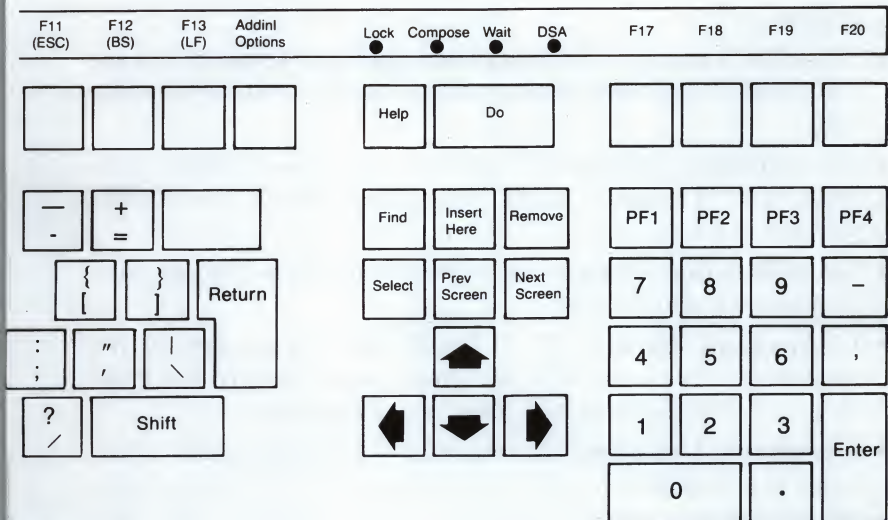 F11 F12 F13 Addinl Lock Compose Wait DSA F17 F18 F19 F20
(ESC) (BS) (LF) Options
Help Do
— + Find Insert Remove PF1 PF2 PF3 PF4
- = Here
{ } Return Select Prev Next 7 8 9 –
[ ] Screen Screen
: " | 4 5 6 ,
; ' \
? Shift 1 2 3 Enter
/
0 .